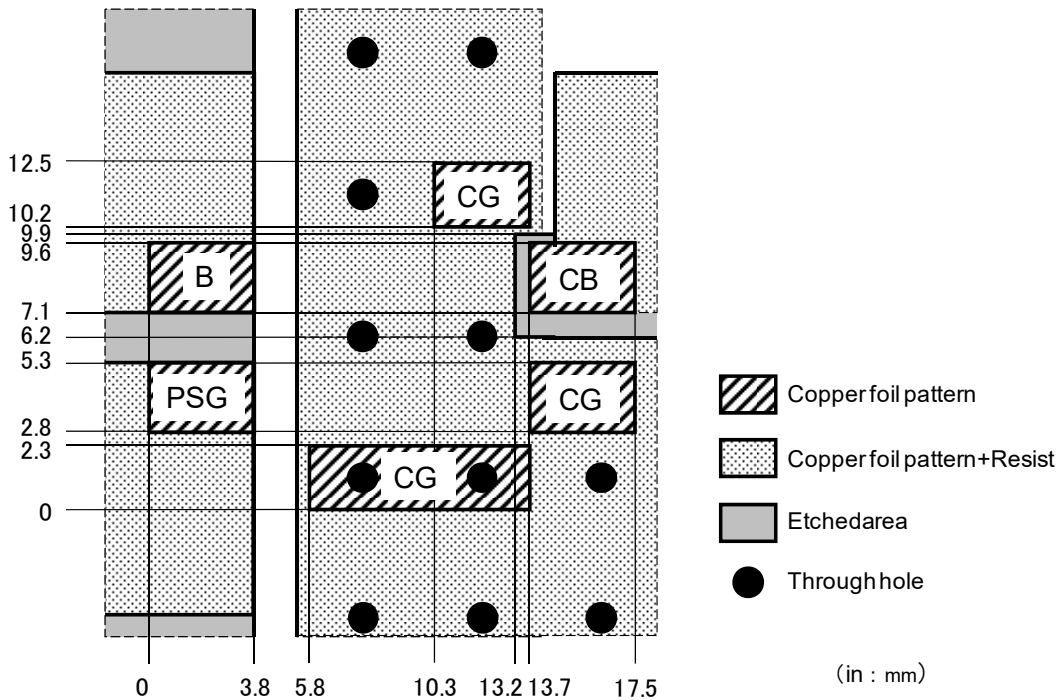 12.5
10.2
9.9
9.6
7.1
6.2
5.3
2.8
2.3
0
CG
B
CB
PSG
CG
CG
Copper foil pattern
Copper foil pattern+Resist
Etched area
Through hole
(in : mm)
0
3.8
5.8
10.3
13.2
13.7
17.5